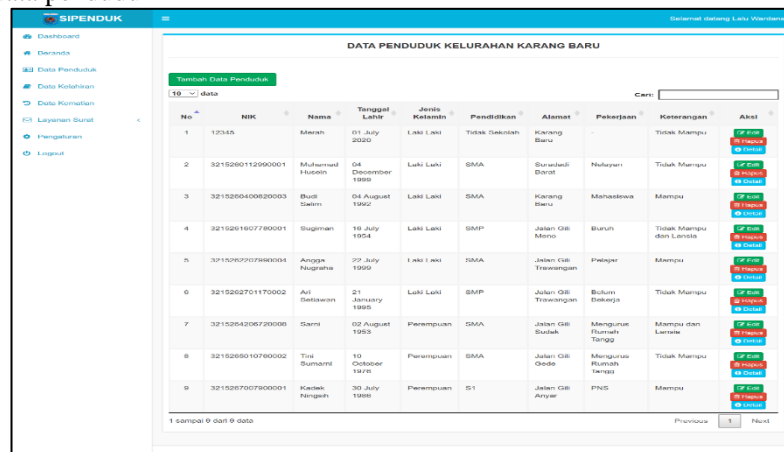 SIPENDUK
Selamat datang Lalu Wardana
Dashboard
Beranda
Data Penduduk
Data Kelahiran
Data Kematian
Layanan Surat
Pengaturan
Logout
DATA PENDUDUK KELURAHAN KARANG BARU
Tambah Data Penduduk
10 data
Cari:
No NIK Nama Tanggal Lahir Jenis Kelamin Pendidikan Alamat Pekerjaan Keterangan Aksi
1 12345 Merah 01 July 2020 Laki Laki Tidak Sekolah Karang Baru - Tidak Mampu Edit Hapus Detail
2 3215260112990001 Muhamad Husein 04 December 1999 Laki Laki SMA Suradadi Barat Nelayan Tidak Mampu Edit Hapus Detail
3 3215260400620003 Budi Salim 04 August 1992 Laki Laki SMA Karang Baru Mahasiswa Mampu Edit Hapus Detail
4 3215261607780001 Sugiman 16 July 1954 Laki Laki SMP Jalan Gili Meno Buruh Tidak Mampu dan Lansia Edit Hapus Detail
5 3215262207990004 Angga Nugraha 22 July 1999 Laki Laki SMA Jalan Gili Trawangan Pelajar Mampu Edit Hapus Detail
6 3215262701170002 Ari Setiawan 21 January 1995 Laki Laki SMP Jalan Gili Trawangan Belum Bekerja Tidak Mampu Edit Hapus Detail
7 3215264206720006 Sarni 02 August 1953 Perempuan SMA Jalan Gili Sudak Mengurus Rumah Tangg Mampu dan Lansia Edit Hapus Detail
8 3215265010760002 Tini Sumarni 10 October 1976 Perempuan SMA Jalan Gili Gede Mengurus Rumah Tangg Tidak Mampu Edit Hapus Detail
9 3215267007900001 Kadek Ningsih 30 July 1986 Perempuan S1 Jalan Gili Anyar PNS Mampu Edit Hapus Detail
1 sampai 9 dari 9 data
Previous 1 Next